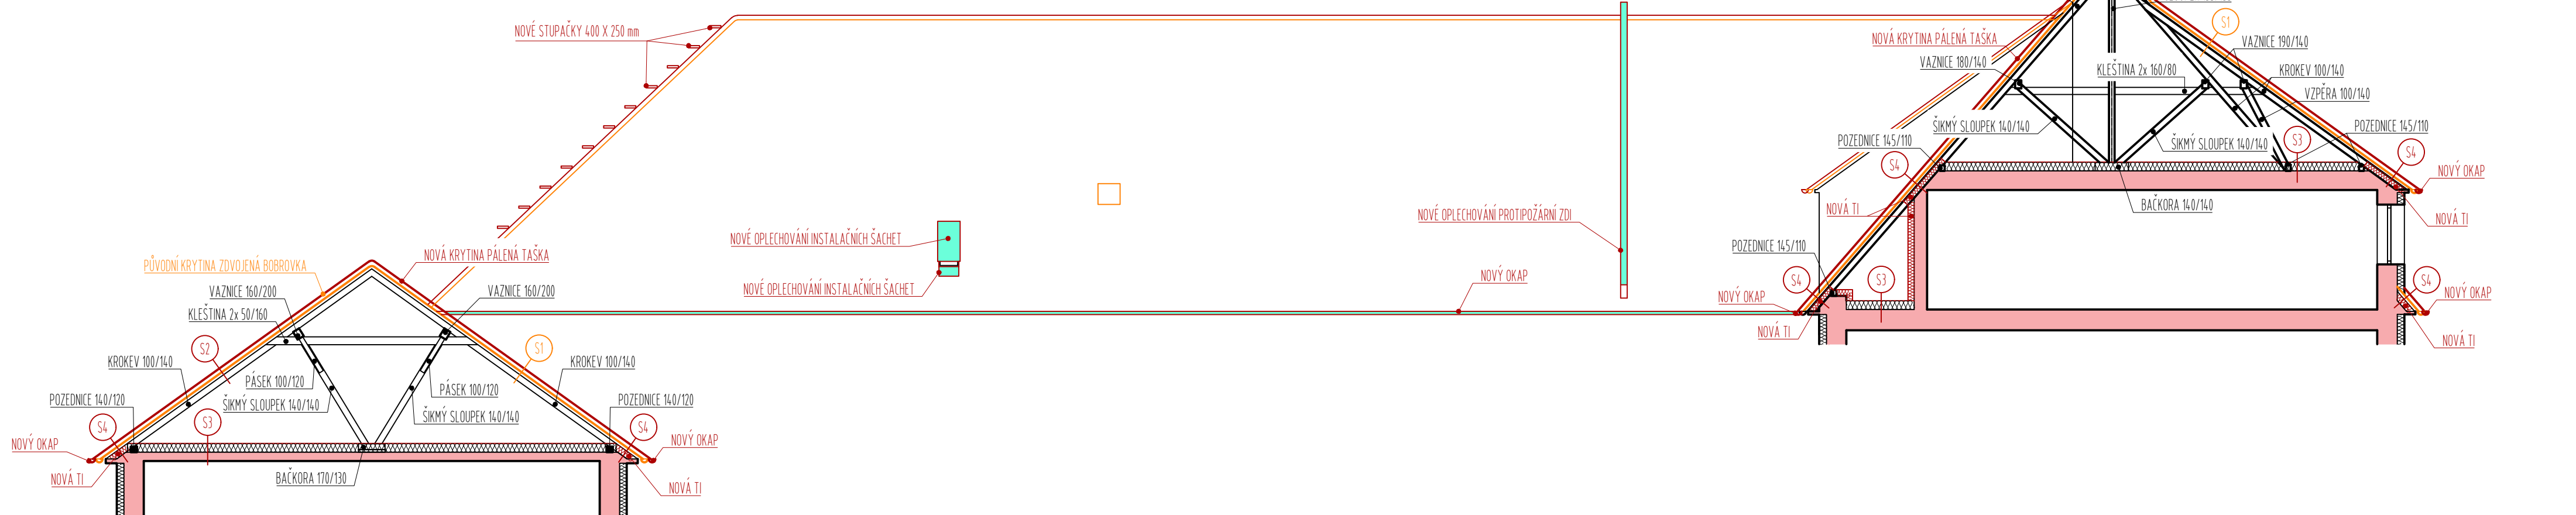 NOVÉ STUPAČKY 400 X 250 mm
NOVÁ KRYTINA PÁLENÁ TAŠKA
PŮVODNÍ KRYTINA ZDVOJENÁ BOBROVKA
VAZNICE 160/200
VAZNICE 160/200
KLEŠTINA 2x 50/160
S2
S1
KROKEV 100/140
KROKEV 100/140
PÁSEK 100/120
PÁSEK 100/120
ŠIKMÝ SLOUPEK 140/140
ŠIKMÝ SLOUPEK 140/140
POZEDNICE 140/120
POZEDNICE 140/120
S4
S3
S4
NOVÝ OKAP
NOVÝ OKAP
NOVÁ TI
BAČKORA 170/130
NOVÁ TI
NOVÉ OPLECHOVÁNÍ INSTALAČNÍCH ŠACHET
NOVÉ OPLECHOVÁNÍ INSTALAČNÍCH ŠACHET
NOVÉ OPLECHOVÁNÍ PROTIPOŽÁRNÍ ZDI
NOVÝ OKAP
S1
NOVÁ KRYTINA PÁLENÁ TAŠKA
VAZNICE 190/140
VAZNICE 180/140
KLEŠTINA 2x 160/80
KROKEV 100/140
VZPĚRA 100/140
ŠIKMÝ SLOUPEK 140/140
POZEDNICE 145/110
POZEDNICE 145/110
S3
ŠIKMÝ SLOUPEK 140/140
S4
S4
NOVÝ OKAP
BAČKORA 140/140
NOVÁ TI
NOVÁ TI
POZEDNICE 145/110
S4
S3
S4
NOVÝ OKAP
NOVÝ OKAP
NOVÁ TI
NOVÁ TI